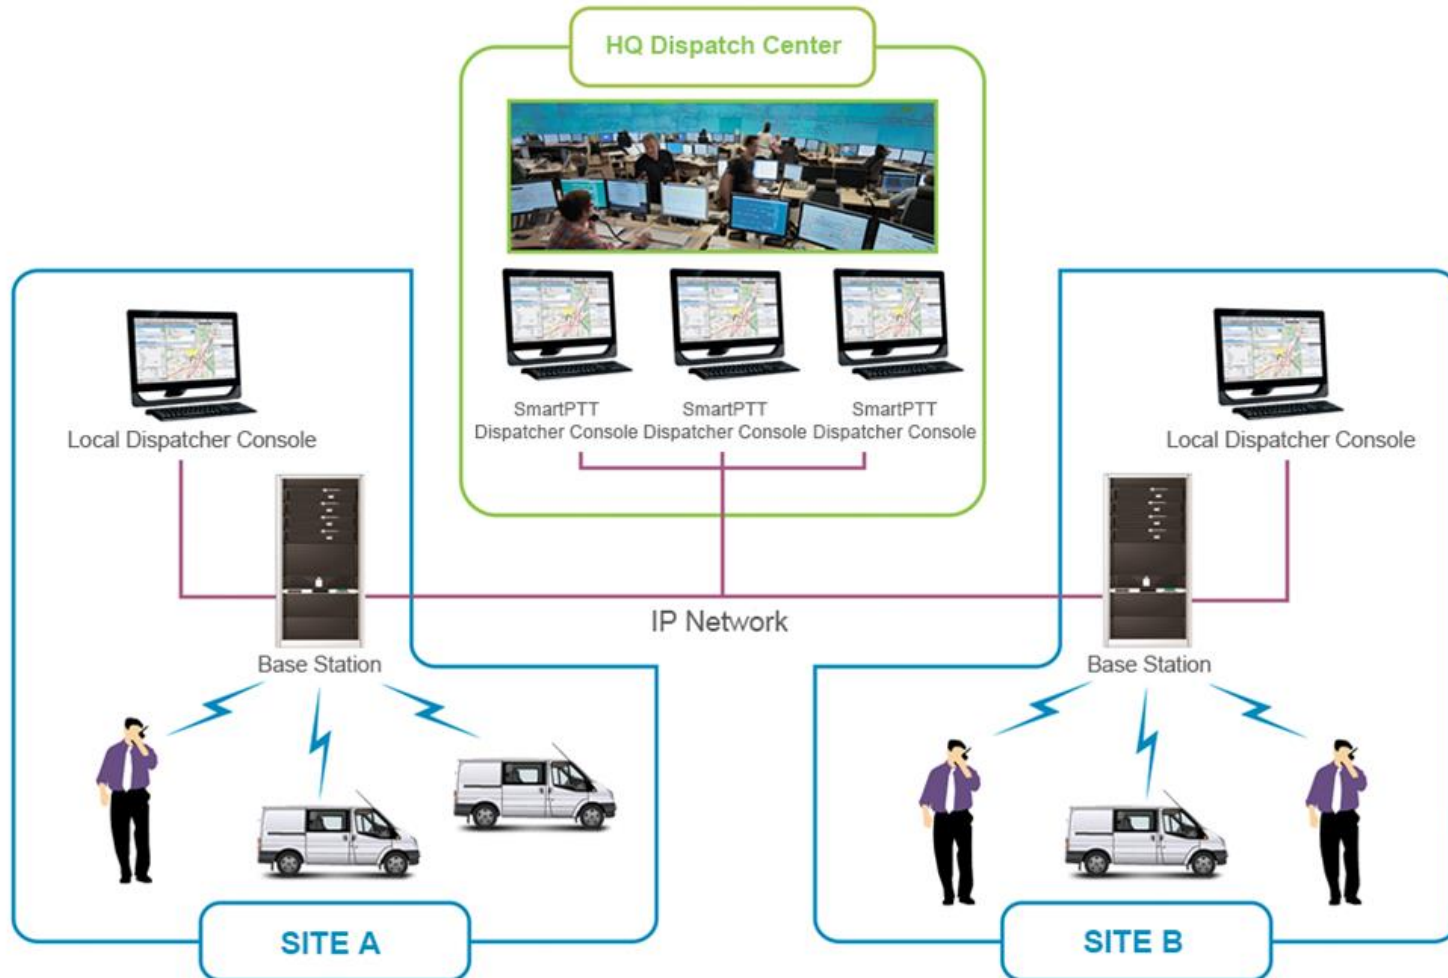 HQ Dispatch Center
SmartPTT
Dispatcher Console
SmartPTT
Dispatcher Console
SmartPTT
Dispatcher Console
Local Dispatcher Console
Local Dispatcher Console
IP Network
Base Station
Base Station
SITE A
SITE B